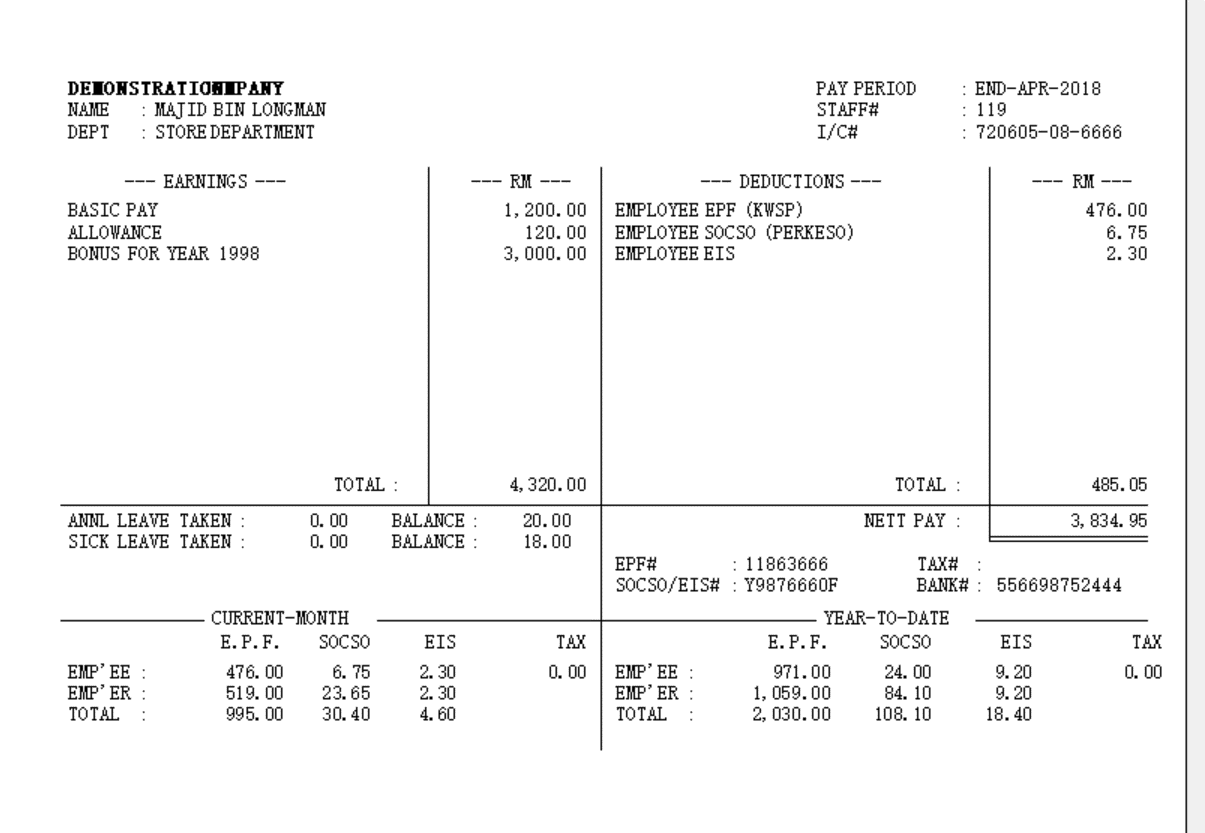 DEMONSTRATION COMPANY
NAME : MAJID BIN LONGMAN
DEPT : STORE DEPARTMENT
PAY PERIOD : END-APR-2018
STAFF# : 119
I/C# : 720605-08-6666
--- EARNINGS --- --- RM --- --- DEDUCTIONS --- --- RM ---
BASIC PAY 1,200.00 EMPLOYEE EPF (KWSP) 476.00
ALLOWANCE 120.00 EMPLOYEE SOCSO (PERKESO) 6.75
BONUS FOR YEAR 1998 3,000.00 EMPLOYEE EIS 2.30
TOTAL : 4,320.00 TOTAL : 485.05
ANNL LEAVE TAKEN : 0.00 BALANCE : 20.00 NETT PAY : 3,834.95
SICK LEAVE TAKEN : 0.00 BALANCE : 18.00
EPF# : 11863666 TAX# :
SOCSO/EIS# : Y9876660F BANK# : 556698752444
CURRENT-MONTH YEAR-TO-DATE
E.P.F. SOCSO EIS TAX E.P.F. SOCSO EIS TAX
EMP'EE : 476.00 6.75 2.30 0.00 EMP'EE : 971.00 24.00 9.20 0.00
EMP'ER : 519.00 23.65 2.30 EMP'ER : 1,059.00 84.10 9.20
TOTAL : 995.00 30.40 4.60 TOTAL : 2,030.00 108.10 18.40